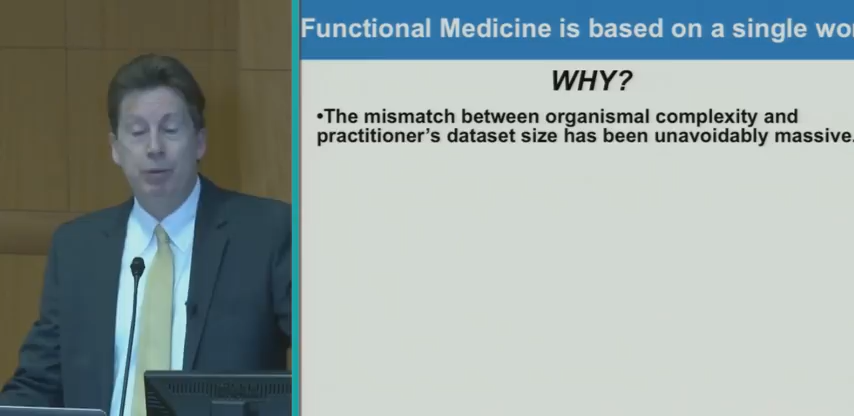 Functional Medicine is based on a single
WHY?
•The mismatch between organismal complexity and
practitioner's dataset size has been unavoidably massive.